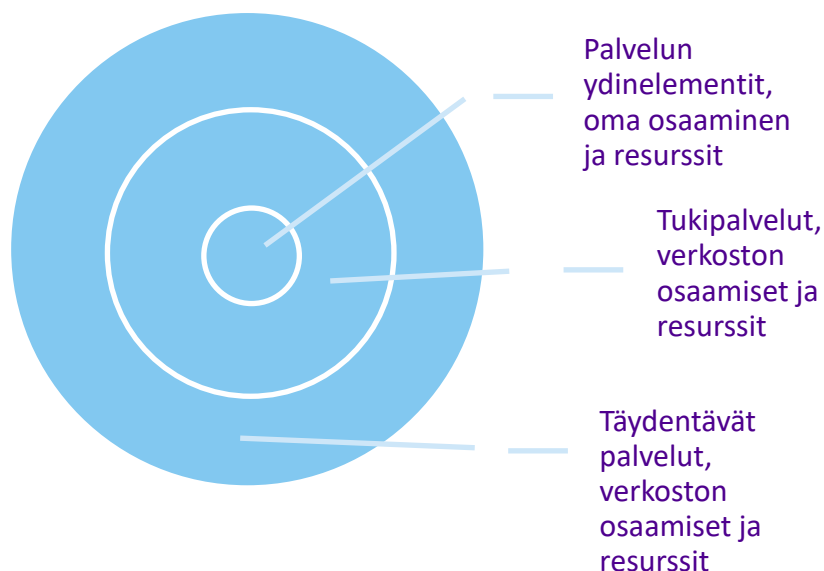 Palvelun
ydinelementit,
oma osaaminen
ja resurssit
Tukipalvelut,
verkoston
osaamiset ja
resurssit
Täydentävät
palvelut,
verkoston
osaamiset ja
resurssit